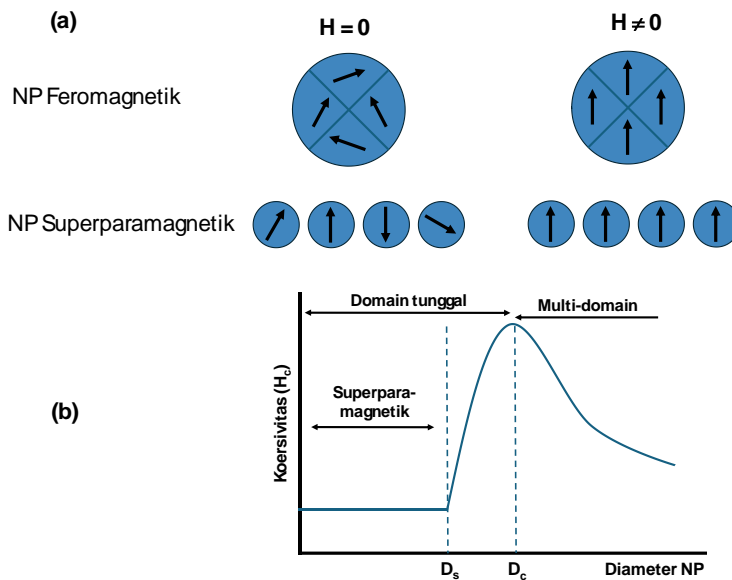 (a)
H = 0
H ≠ 0
NP Feromagnetik
NP Superparamagnetik
(b)
Domain tunggal
Multi-domain
Superpara-
magnetik
Koersivitas (Hc)
Ds
Dc
Diameter NP